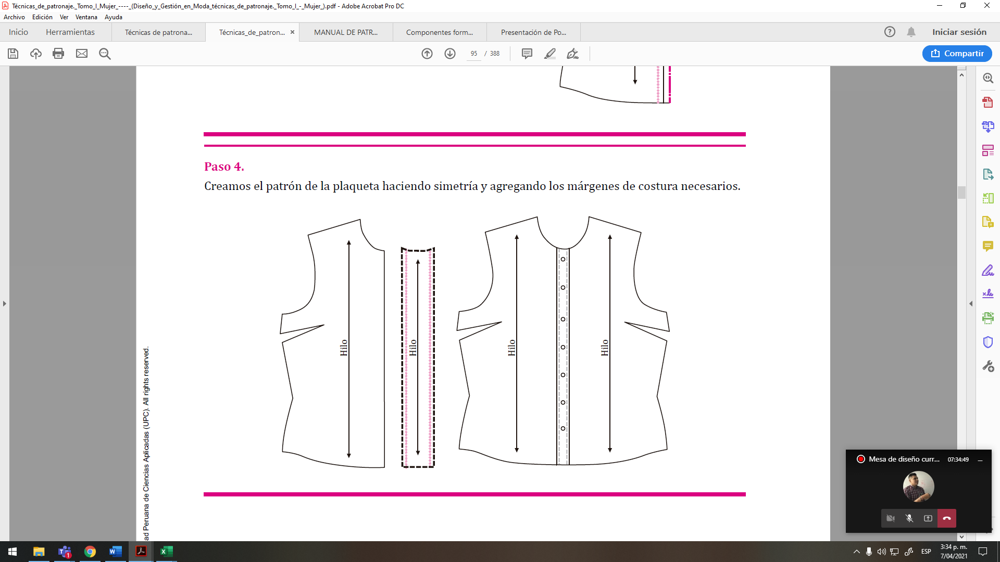 Técnicas_de_patronaje._Tomo_I_Mujer_----_(Diseño_y_Gestión_en_Moda_técnicas_de_patronaje._Tomo_I_-_Mujer_).pdf - Adobe Acrobat Pro DC
Archivo Edición Ver Ventana Ayuda
Inicio Herramientas Técnicas de patrona... Técnicas_de_patron... × MANUAL DE PATR... Componentes form... Presentación de Po... Iniciar sesión
95 / 388 Compartir
Paso 4.
Creamos el patrón de la plaqueta haciendo simetría y agregando los márgenes de costura necesarios.
Hilo Hilo Hilo Hilo
ad Peruana de Ciencias Aplicadas (UPC). All rights reserved.
Mesa de diseño curr... 07:34:49
1 ESP 3:34 p. m.
7/04/2021